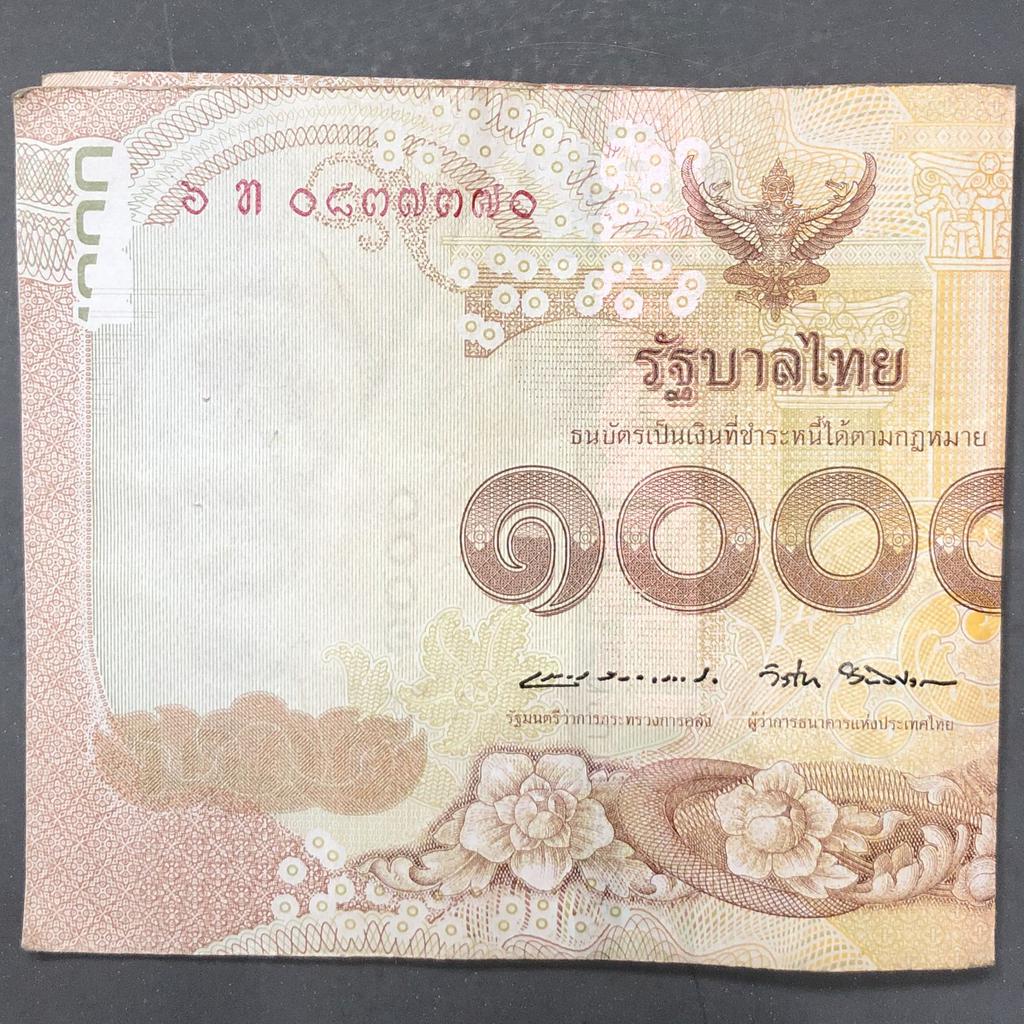 ๖ ท ๐๘๓๗๓๗๐
รัฐบาลไทย
ธนบัตรเป็นเงินที่ชำระหนี้ได้ตามกฎหมาย
๑๐๐๐
รัฐมนตรีว่าการกระทรวงการคลัง ผู้ว่าการธนาคารแห่งประเทศไทย